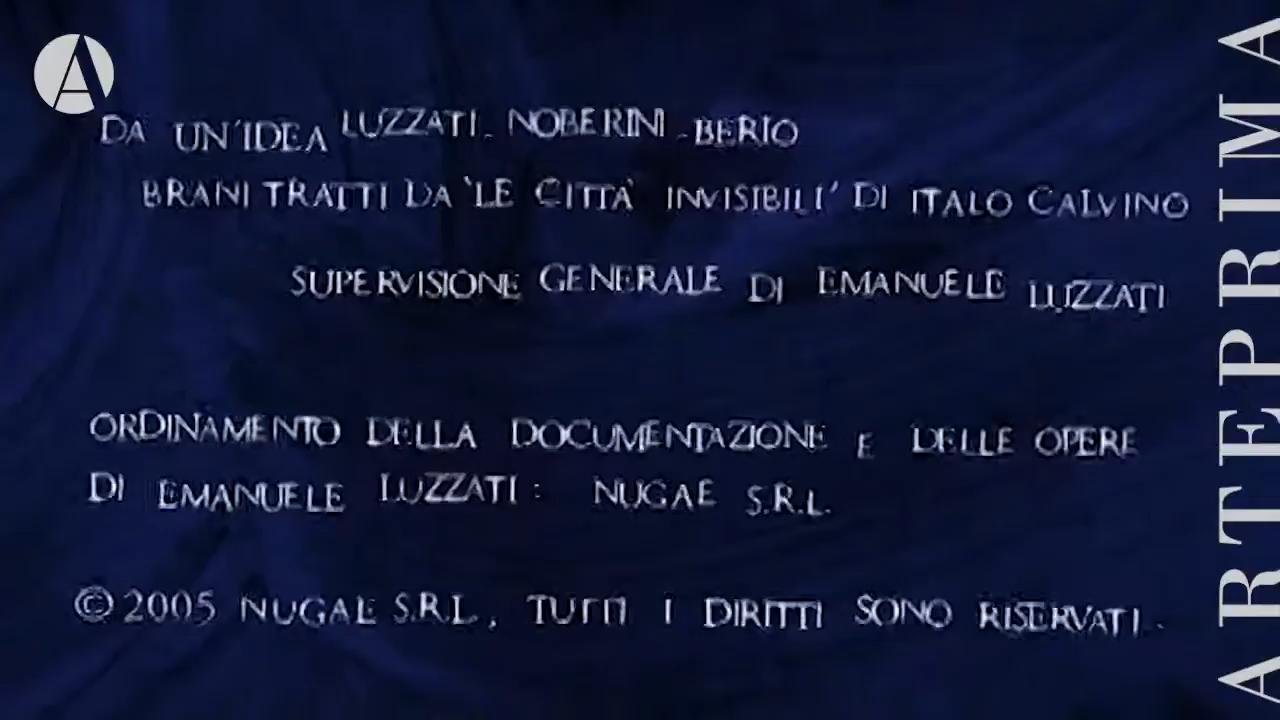 DA UN'IDEA LUZZATI - NOBERINI - BERIO
BRANI TRATTI DA 'LE CITTÀ INVISIBILI' DI ITALO CALVINO
SUPERVISIONE GENERALE DI EMANUELE LUZZATI
ORDINAMENTO DELLA DOCUMENTAZIONE E DELLE OPERE
DI EMANUELE LUZZATI : NUGAE S.R.L.
© 2005 NUGAE S.R.L., TUTTI I DIRITTI SONO RISERVATI.
ARTEPRIMA